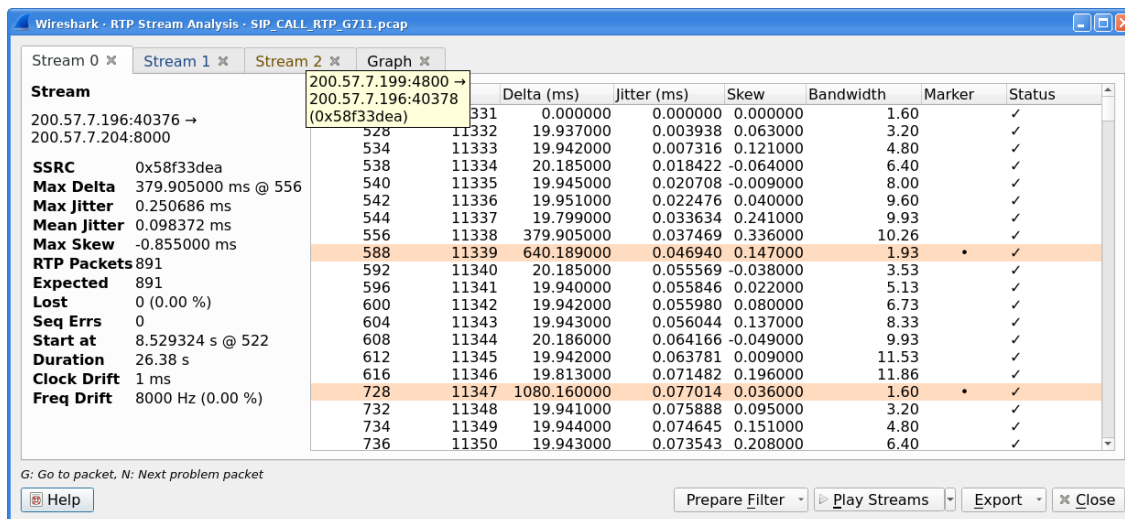 Wireshark · RTP Stream Analysis · SIP_CALL_RTP_G711.pcap
Stream 0 Stream 1 Stream 2 Graph
200.57.7.199:4800 →
200.57.7.196:40378
(0x58f33dea)
Stream
200.57.7.196:40376 →
200.57.7.204:8000
SSRC 0x58f33dea
Max Delta 379.905000 ms @ 556
Max Jitter 0.250686 ms
Mean Jitter 0.098372 ms
Max Skew -0.855000 ms
RTP Packets 891
Expected 891
Lost 0 (0.00 %)
Seq Errs 0
Start at 8.529324 s @ 522
Duration 26.38 s
Clock Drift 1 ms
Freq Drift 8000 Hz (0.00 %)
Delta (ms) Jitter (ms) Skew Bandwidth Marker Status
331 0.000000 0.000000 0.000000 1.60 ✓
528 11332 19.937000 0.003938 0.063000 3.20 ✓
534 11333 19.942000 0.007316 0.121000 4.80 ✓
538 11334 20.185000 0.018422 -0.064000 6.40 ✓
540 11335 19.945000 0.020708 -0.009000 8.00 ✓
542 11336 19.951000 0.022476 0.040000 9.60 ✓
544 11337 19.799000 0.033634 0.241000 9.93 ✓
556 11338 379.905000 0.037469 0.336000 10.26 ✓
588 11339 640.189000 0.046940 0.147000 1.93 • ✓
592 11340 20.185000 0.055569 -0.038000 3.53 ✓
596 11341 19.940000 0.055846 0.022000 5.13 ✓
600 11342 19.942000 0.055980 0.080000 6.73 ✓
604 11343 19.943000 0.056044 0.137000 8.33 ✓
608 11344 20.186000 0.064166 -0.049000 9.93 ✓
612 11345 19.942000 0.063781 0.009000 11.53 ✓
616 11346 19.813000 0.071482 0.196000 11.86 ✓
728 11347 1080.160000 0.077014 0.036000 1.60 • ✓
732 11348 19.941000 0.075888 0.095000 3.20 ✓
734 11349 19.944000 0.074645 0.151000 4.80 ✓
736 11350 19.943000 0.073543 0.208000 6.40 ✓
G: Go to packet, N: Next problem packet
Help Prepare Filter Play Streams Export Close